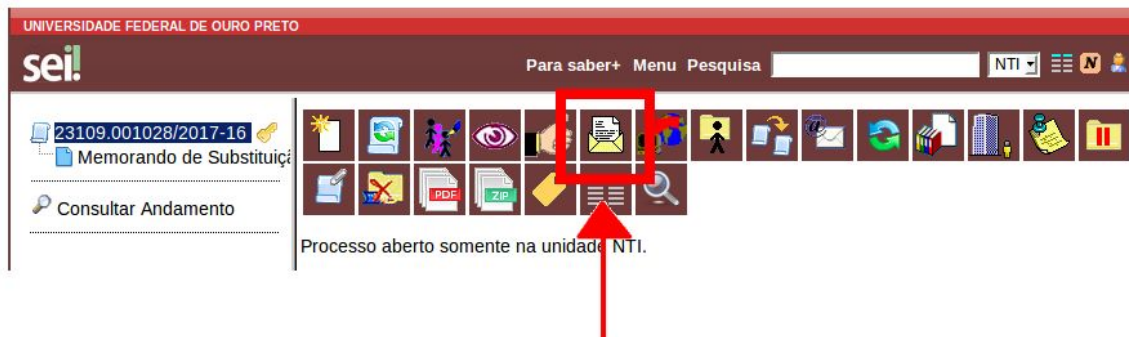 UNIVERSIDADE FEDERAL DE OURO PRETO
sei!
Para saber+ Menu Pesquisa
NTI
N
23109.001028/2017-16
Memorando de Substituiçã
Consultar Andamento
PDF
ZIP
Processo aberto somente na unidade NTI.